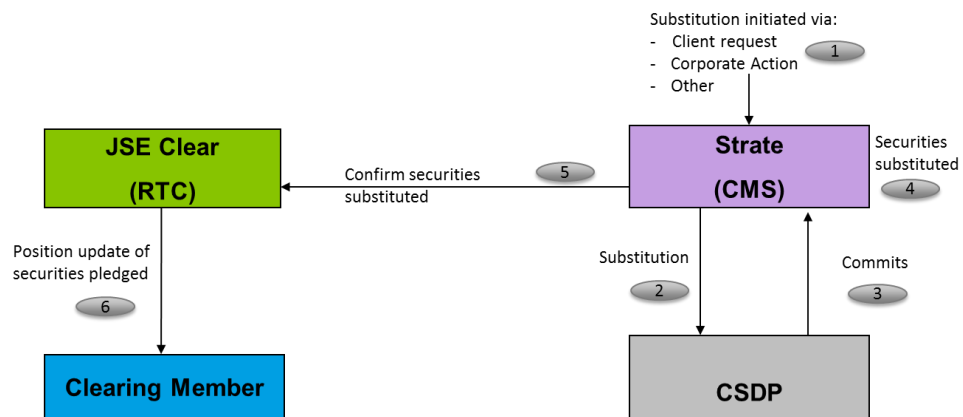 Substitution initiated via:
- Client request
- Corporate Action
- Other
1
JSE Clear
(RTC)
Strate
(CMS)
Securities
substituted
4
Confirm securities
substituted
5
Position update of
securities pledged
6
Substitution
2
Commits
3
Clearing Member
CSDP